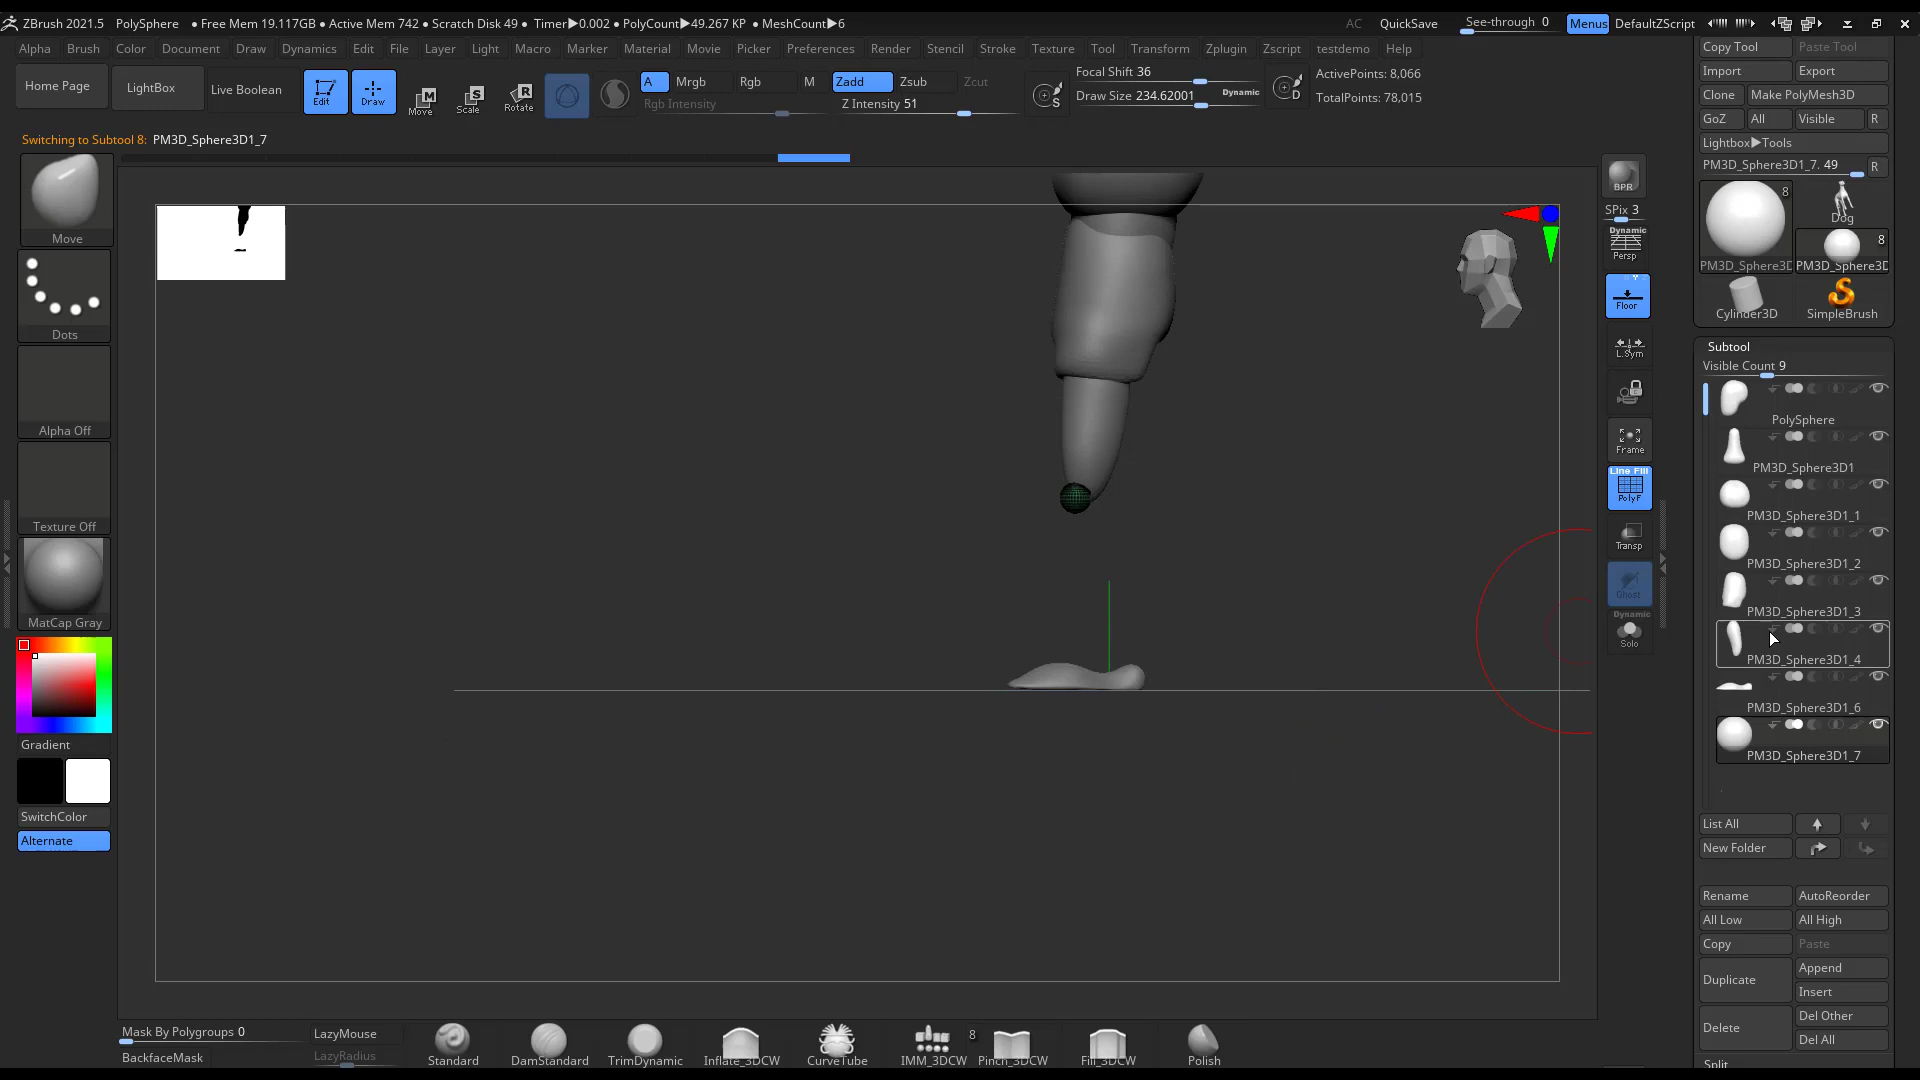 ZBrush 2021.5 PolySphere • Free Mem 19.117GB • Active Mem 742 • Scratch Disk 49 • Timer▶0.002 • PolyCount▶49.267 KP • MeshCount▶6 AC QuickSave See-through 0 Menus DefaultZScript
Alpha Brush Color Document Draw Dynamics Edit File Layer Light Macro Marker Material Movie Picker Preferences Render Stencil Stroke Texture Tool Transform Zplugin Zscript testdemo Help
Home Page LightBox Live Boolean Edit Draw Move Scale Rotate
A Mrgb Rgb M Zadd Zsub Zcut
Rgb Intensity Z Intensity 51
Focal Shift 36
Draw Size 234.62001 Dynamic
ActivePoints: 8,066
TotalPoints: 78,015
Switching to Subtool 8: PM3D_Sphere3D1_7
Move
Dots
Alpha Off
Texture Off
MatCap Gray
Gradient
SwitchColor
Alternate
BPR
SPix 3
Dynamic
Persp
Floor
L.Sym
Frame
Line Fill
PolyF
Transp
Ghost
Dynamic
Solo
Copy Tool Paste Tool
Import Export
Clone Make PolyMesh3D
GoZ All Visible R
Lightbox▶Tools
PM3D_Sphere3D1_7. 49 R
8
Dog
8
PM3D_Sphere3D PM3D_Sphere3D
Cylinder3D SimpleBrush
Subtool
Visible Count 9
PolySphere
PM3D_Sphere3D1
PM3D_Sphere3D1_1
PM3D_Sphere3D1_2
PM3D_Sphere3D1_3
PM3D_Sphere3D1_4
PM3D_Sphere3D1_6
PM3D_Sphere3D1_7
List All
New Folder
Rename AutoReorder
All Low All High
Copy Paste
Duplicate Append
Insert
Delete Del Other
Del All
Split
Mask By Polygroups 0
BackfaceMask
LazyMouse
LazyRadius
Standard DamStandard TrimDynamic Inflate_3DCW CurveTube IMM_3DCW 8 Pinch_3DCW Fill_3DCW Polish